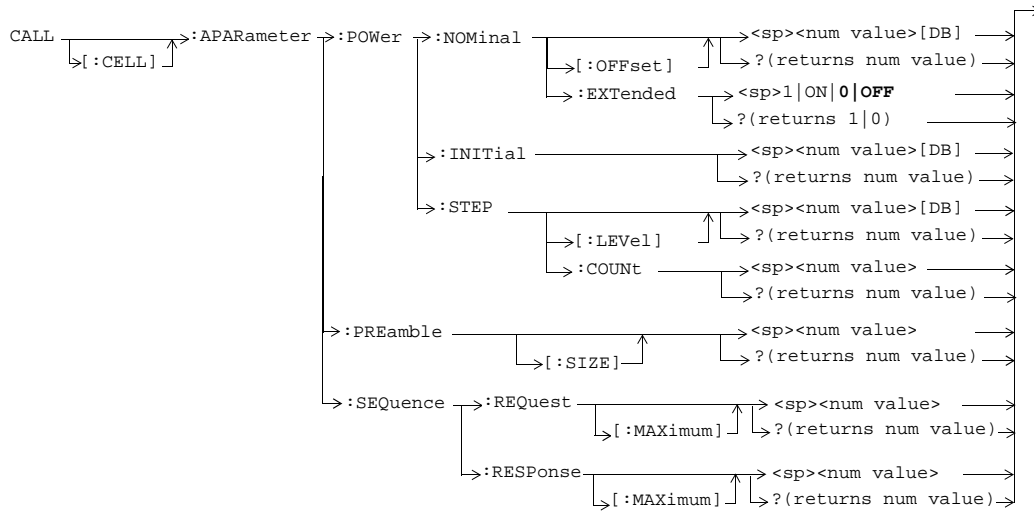 CALL :APARameter :POWer :NOMinal <sp><num value>[DB]
[:CELL] [:OFFset] ?(returns num value)
:EXTended <sp>1|ON|0|OFF
?(returns 1|0)
:INITial <sp><num value>[DB]
?(returns num value)
:STEP <sp><num value>[DB]
[:LEVel] ?(returns num value)
:COUNt <sp><num value>
?(returns num value)
:PREamble <sp><num value>
[:SIZE] ?(returns num value)
:SEQuence :REQuest <sp><num value>
[:MAXimum] ?(returns num value)
:RESPonse <sp><num value>
[:MAXimum] ?(returns num value)